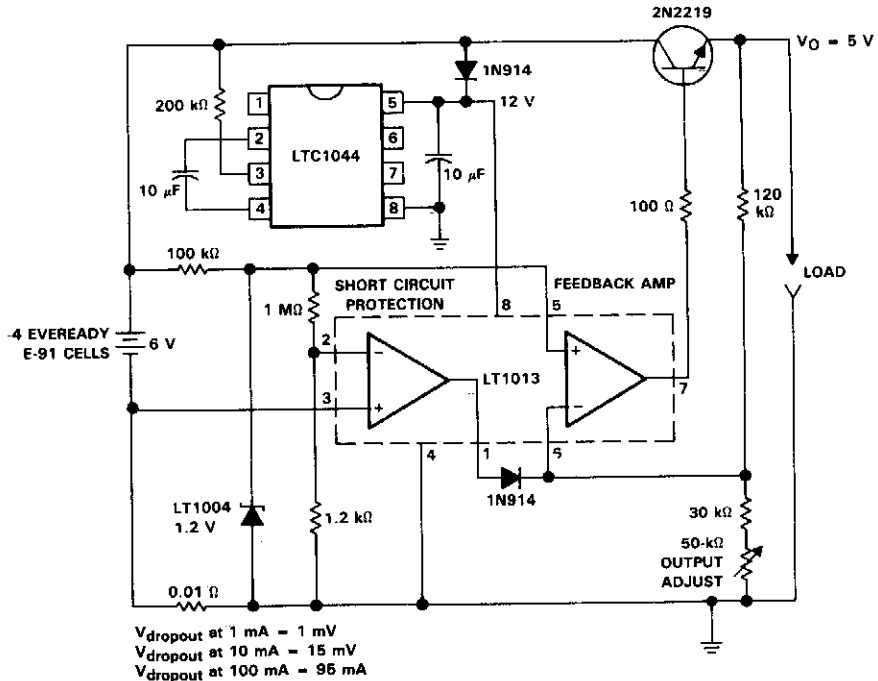 2N2219
V_O = 5 V
1N914
200 kΩ
1
2
3
4
LTC1044
5
6
7
8
12 V
10 μF
10 μF
100 Ω
120
kΩ
100 kΩ
LOAD
SHORT CIRCUIT
PROTECTION
FEEDBACK AMP
1 MΩ
8
5
-4 EVEREADY
E-91 CELLS
6 V
2
−
+
3
LT1013
+
−
7
4
1
5
1N914
LT1004
1.2 V
1.2 kΩ
30 kΩ
50-kΩ
OUTPUT
ADJUST
0.01 Ω
Vdropout at 1 mA = 1 mV
Vdropout at 10 mA = 15 mV
Vdropout at 100 mA = 95 mA